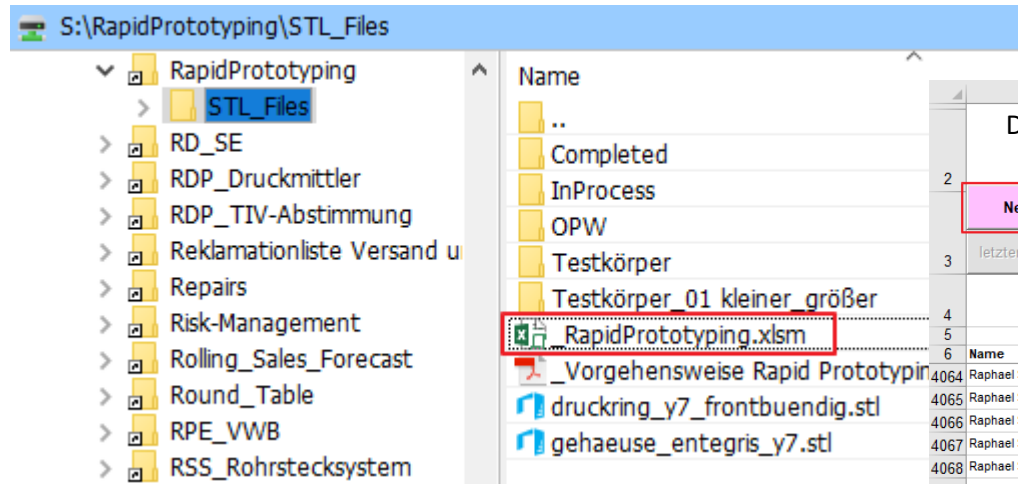 S:\RapidPrototyping\STL_Files
RapidPrototyping
STL_Files
RD_SE
RDP_Druckmittler
RDP_TIV-Abstimmung
Reklamationliste Versand u
Repairs
Risk-Management
Rolling_Sales_Forecast
Round_Table
RPE_VWB
RSS_Rohrstecksystem
Name
..
Completed
InProcess
OPW
Testkörper
Testkörper_01 kleiner_größer
_RapidPrototyping.xlsm
_Vorgehensweise Rapid Prototypin
druckring_y7_frontbuendig.stl
gehaeuse_entegris_y7.stl
D
2
Ne
3 letzter
4
5
6 Name
4064 Raphael
4065 Raphael
4066 Raphael
4067 Raphael
4068 Raphael